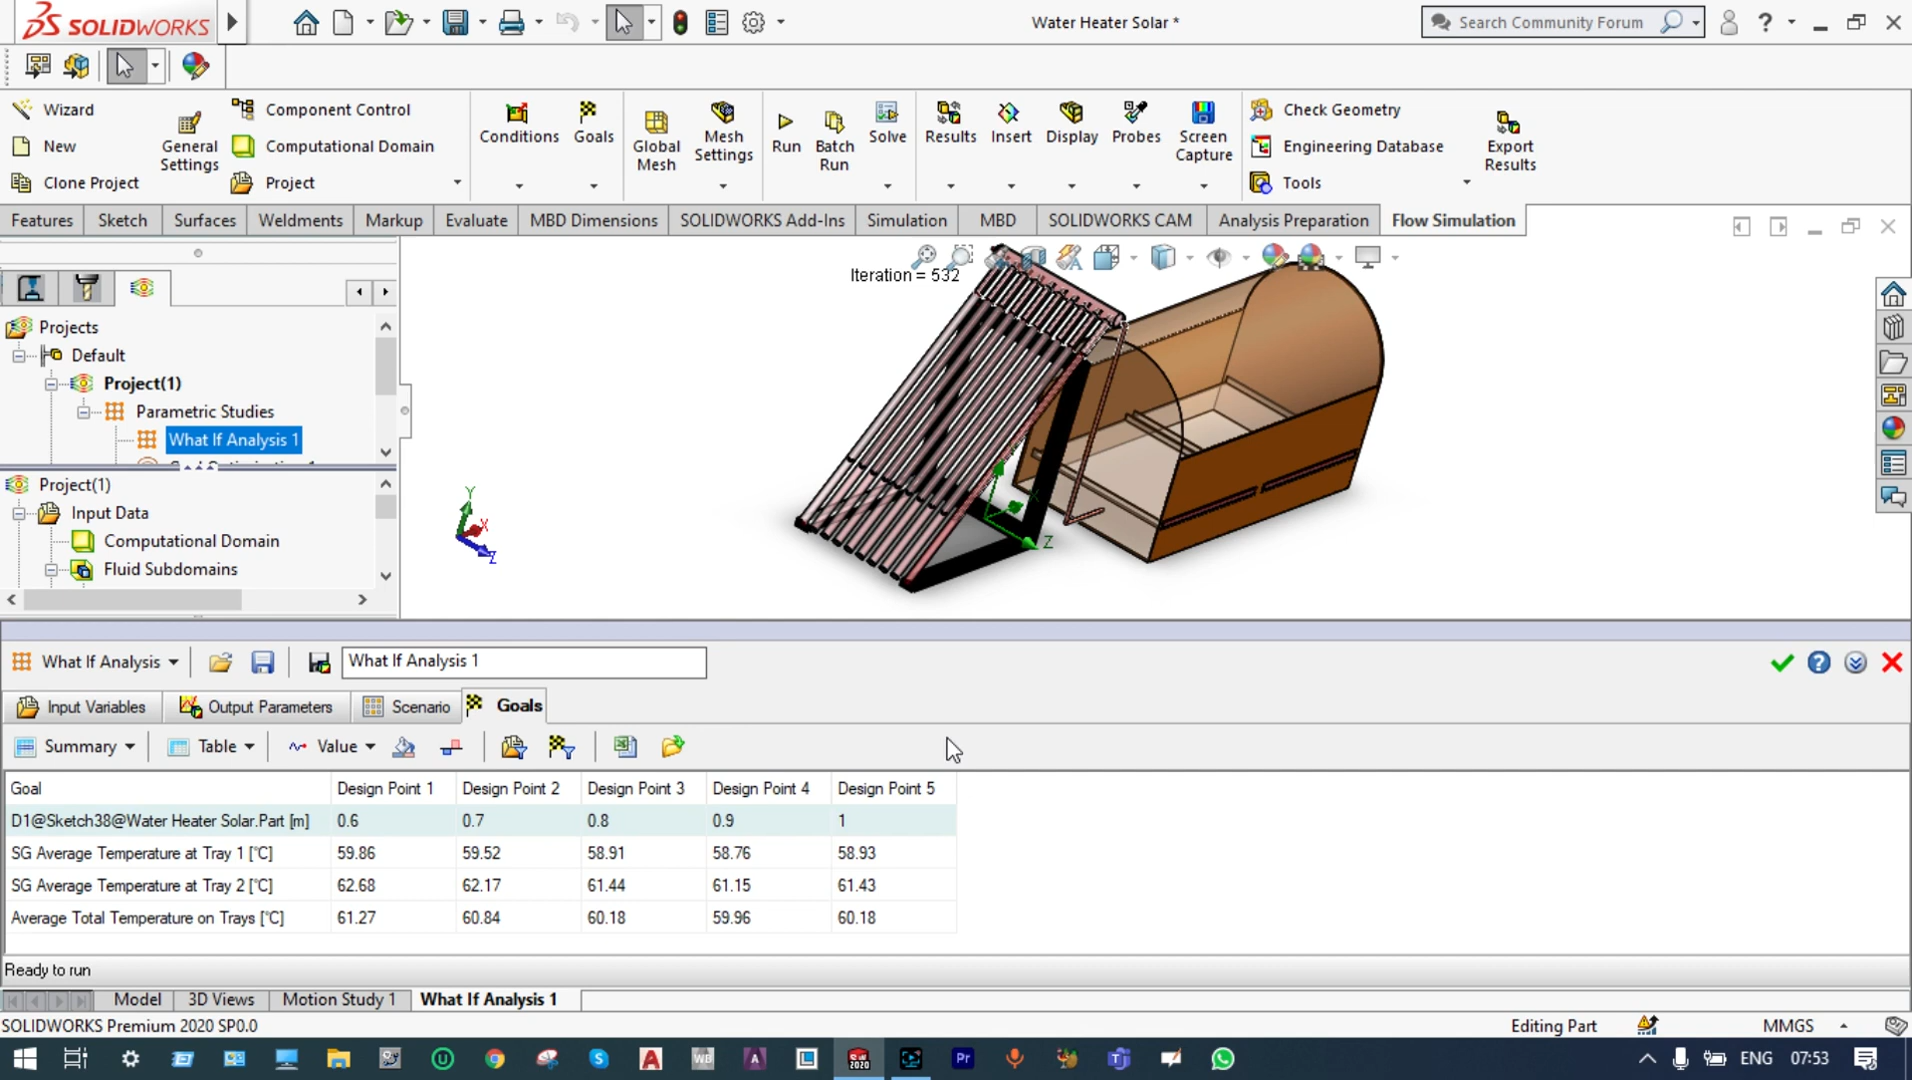 SOLIDWORKS
Water Heater Solar *
Search Community Forum
?
Wizard
New
Clone Project
General Settings
Component Control
Computational Domain
Project
Conditions
Goals
Global Mesh
Mesh Settings
Run
Batch Run
Solve
Results
Insert
Display
Probes
Screen Capture
Check Geometry
Engineering Database
Tools
Export Results
Features Sketch Surfaces Weldments Markup Evaluate MBD Dimensions SOLIDWORKS Add-Ins Simulation MBD SOLIDWORKS CAM Analysis Preparation Flow Simulation
Iteration = 532
Projects
Default
Project(1)
Parametric Studies
What If Analysis 1
Project(1)
Input Data
Computational Domain
Fluid Subdomains
Y
X
Z
Z
What If Analysis
What If Analysis 1
Input Variables Output Parameters Scenario Goals
Summary Table Value
Goal Design Point 1 Design Point 2 Design Point 3 Design Point 4 Design Point 5
D1@Sketch38@Water Heater Solar.Part [m] 0.6 0.7 0.8 0.9 1
SG Average Temperature at Tray 1 [°C] 59.86 59.52 58.91 58.76 58.93
SG Average Temperature at Tray 2 [°C] 62.68 62.17 61.44 61.15 61.43
Average Total Temperature on Trays [°C] 61.27 60.84 60.18 59.96 60.18
Ready to run
Model 3D Views Motion Study 1 What If Analysis 1
SOLIDWORKS Premium 2020 SP0.0
Editing Part
MMGS
ENG 07:53